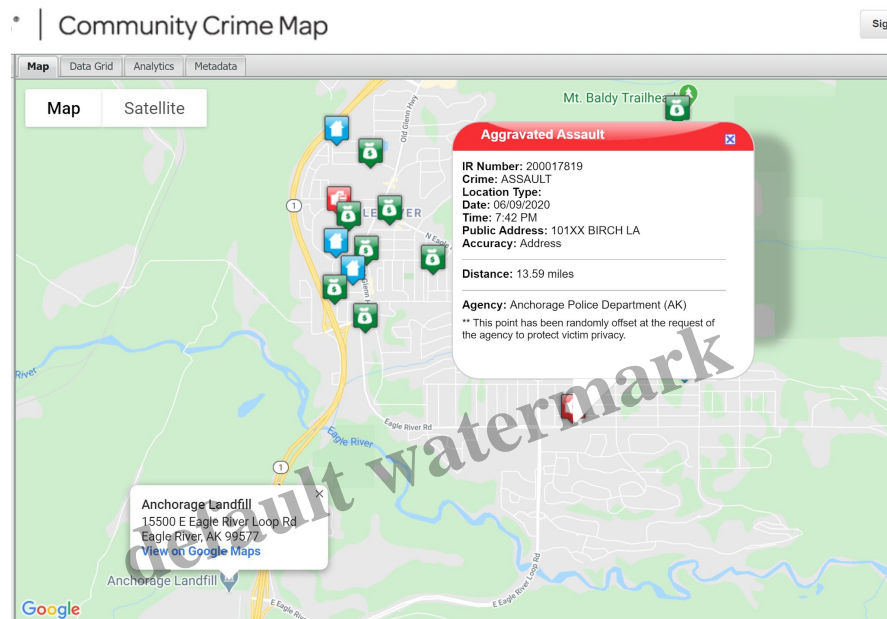 Community Crime Map
Sig
Map
Data Grid
Analytics
Metadata
Map
Satellite
Mt. Baldy Trailhea
Old Glenn Hwy
Aggravated Assault
IR Number: 200017819
Crime: ASSAULT
Location Type:
Date: 06/09/2020
Time: 7:42 PM
Public Address: 101XX BIRCH LA
Accuracy: Address
Distance: 13.59 miles
Agency: Anchorage Police Department (AK)
** This point has been randomly offset at the request of
the agency to protect victim privacy.
1
N Eagle
River
Eagle River Rd
Eagle River
1
Anchorage Landfill
15500 E Eagle River Loop Rd
Eagle River, AK 99577
View on Google Maps
Anchorage Landfill
E Eagle River Loop Rd
Google
default watermark